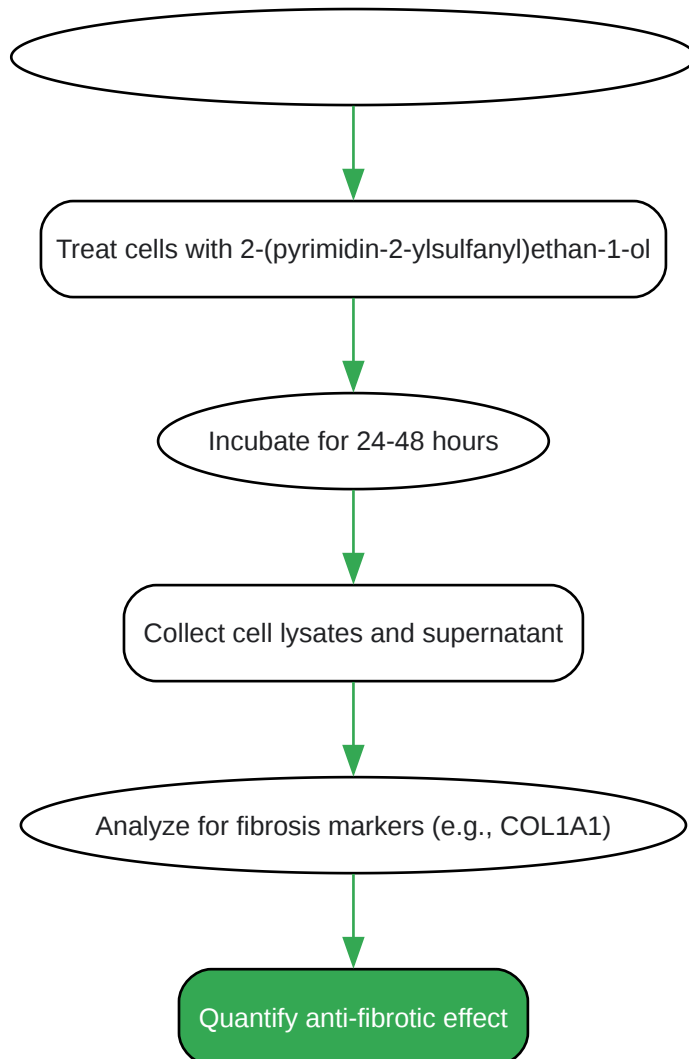 Treat cells with 2-(pyrimidin-2-ylsulfanyl)ethan-1-ol
Incubate for 24-48 hours
Collect cell lysates and supernatant
Analyze for fibrosis markers (e.g., COL1A1)
Quantify anti-fibrotic effect